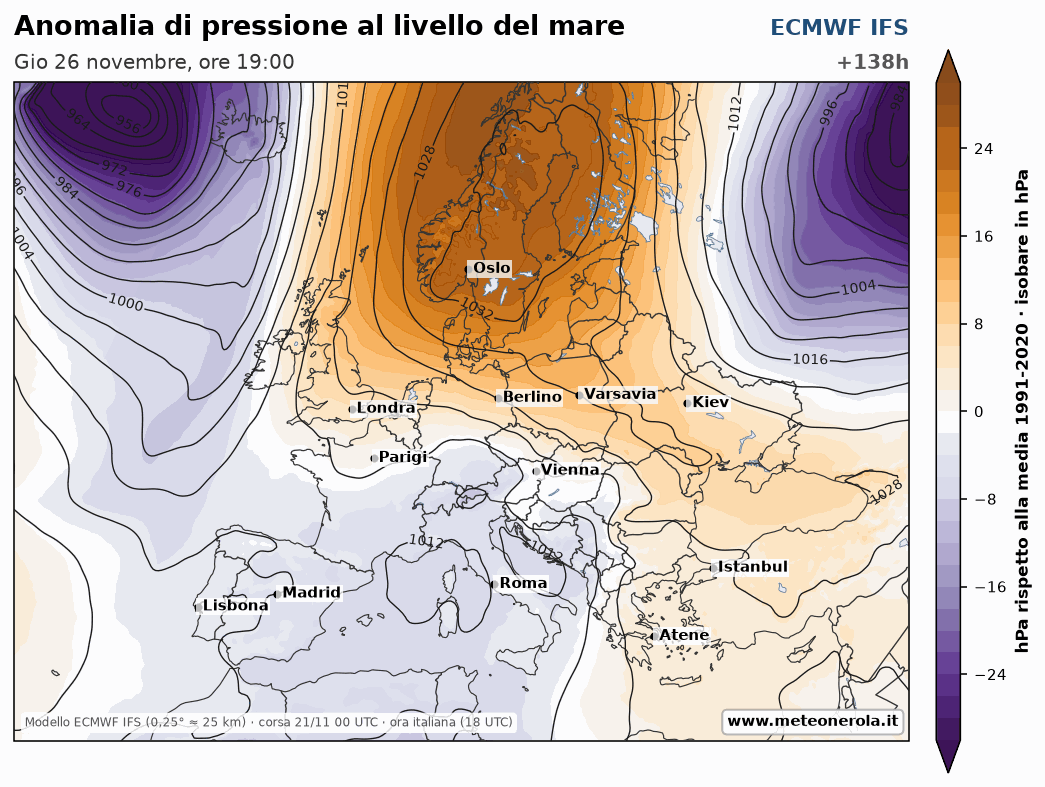 Anomalia di pressione al livello del mare
ECMWF IFS
Gio 26 novembre, ore 19:00
+138h
964
956
972
976
984
996
1004
1000
1028
1032
1012
996
984
1004
1016
1028
1012
1012
Oslo
Londra
Berlino
Varsavia
Kiev
Parigi
Vienna
Istanbul
Madrid
Lisbona
Roma
Atene
24
16
8
0
−8
−16
−24
hPa rispetto alla media 1991-2020 · isobare in hPa
Modello ECMWF IFS (0,25° ≈ 25 km) · corsa 21/11 00 UTC · ora italiana (18 UTC)
www.meteonerola.it